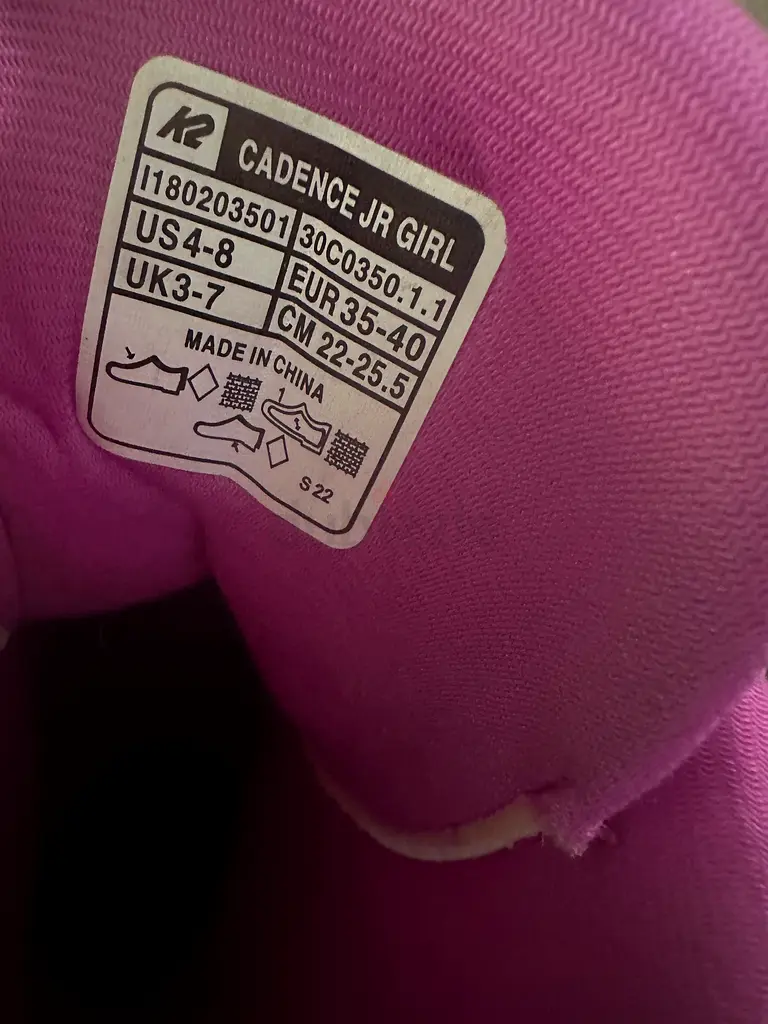 K2 CADENCE JR GIRL
I180203501 30C0350.1.1
US4-8 EUR35-40
UK3-7 CM 22-25.5
MADE IN CHINA
1
S 22